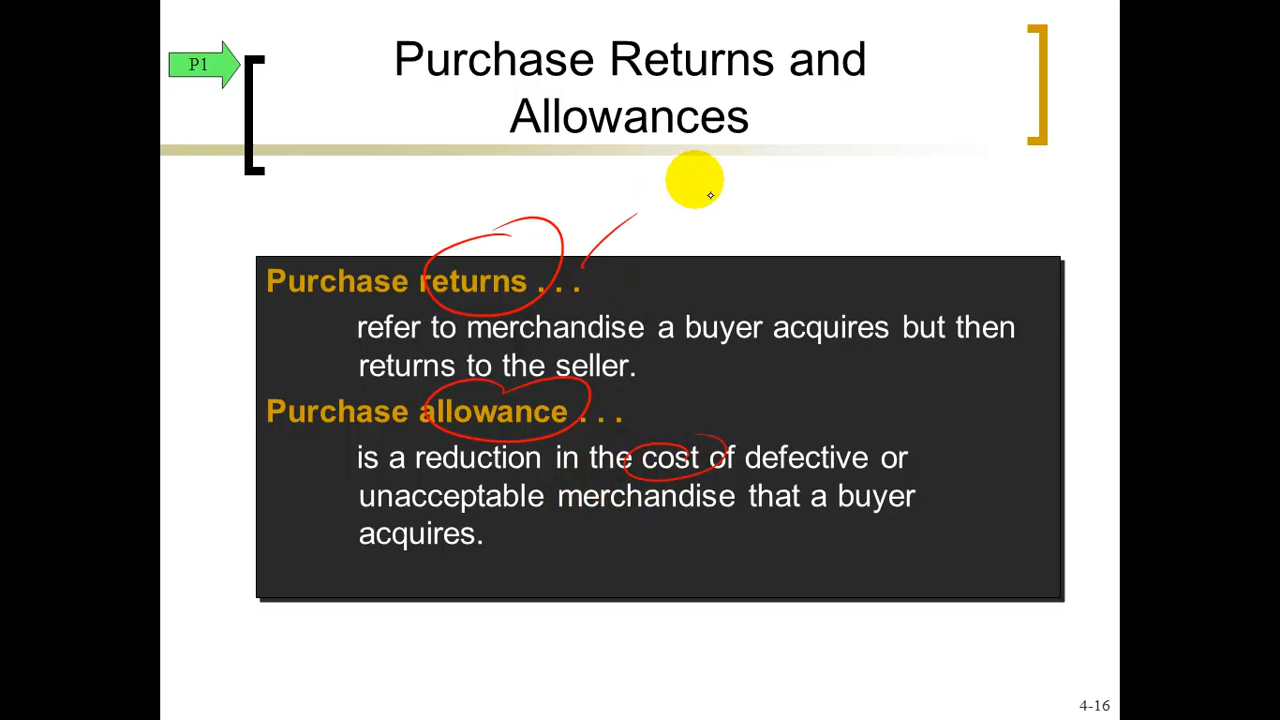 P1
Purchase Returns and
Allowances
Purchase returns . . .
refer to merchandise a buyer acquires but then
returns to the seller.
Purchase allowance . . .
is a reduction in the cost of defective or
unacceptable merchandise that a buyer
acquires.
4-16